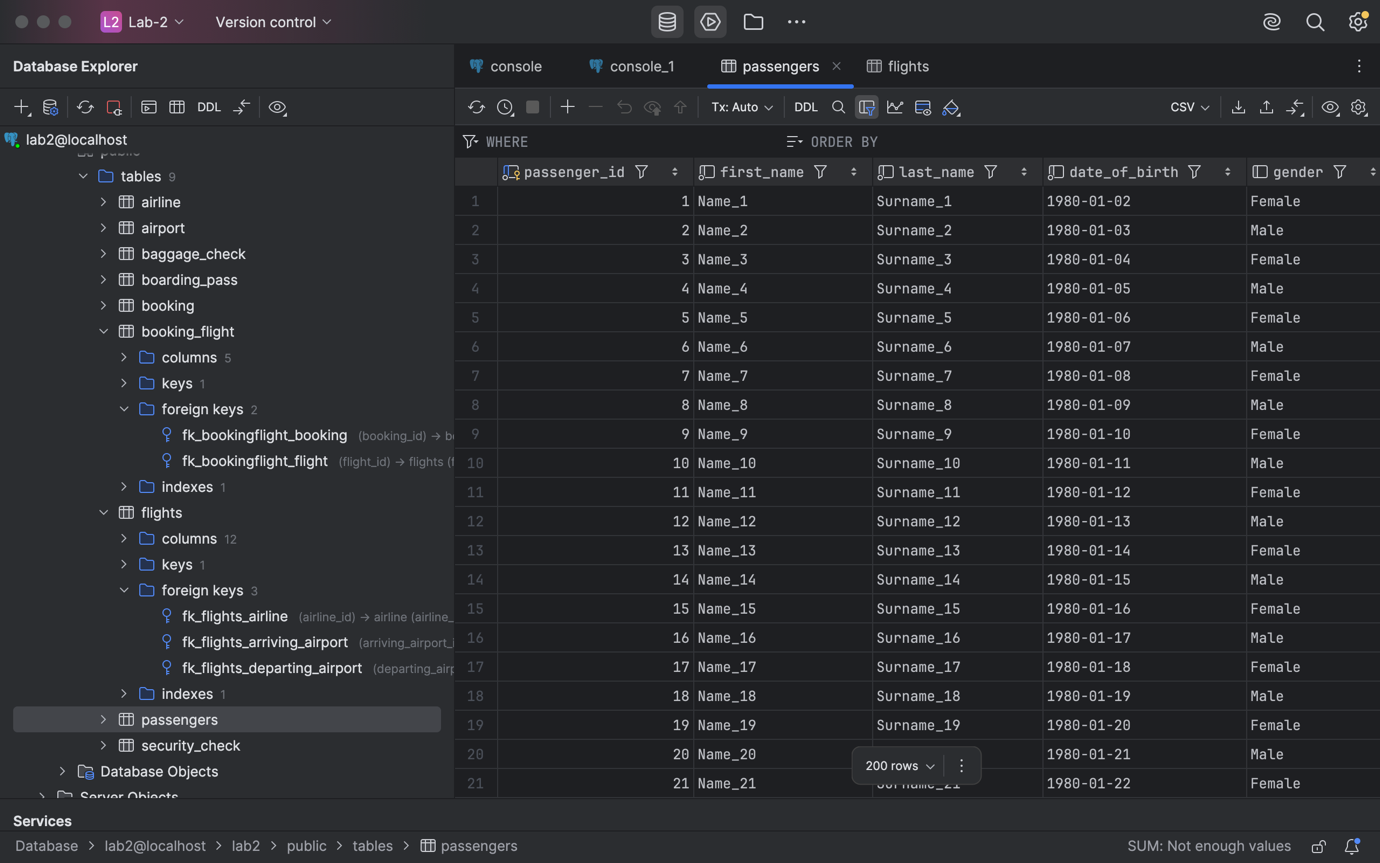 L2 Lab-2 Version control
Database Explorer
console console_1 passengers flights
DDL
Tx: Auto DDL CSV
WHERE ORDER BY
lab2@localhost
public
tables 9
airline
airport
baggage_check
boarding_pass
booking
booking_flight
columns 5
keys 1
foreign keys 2
fk_bookingflight_booking (booking_id) → b
fk_bookingflight_flight (flight_id) → flights (
indexes 1
flights
columns 12
keys 1
foreign keys 3
fk_flights_airline (airline_id) → airline (airline_
fk_flights_arriving_airport (arriving_airport_
fk_flights_departing_airport (departing_air
indexes 1
passengers
security_check
Database Objects
Server Objects
passenger_id first_name last_name date_of_birth gender
1 1 Name_1 Surname_1 1980-01-02 Female
2 2 Name_2 Surname_2 1980-01-03 Male
3 3 Name_3 Surname_3 1980-01-04 Female
4 4 Name_4 Surname_4 1980-01-05 Male
5 5 Name_5 Surname_5 1980-01-06 Female
6 6 Name_6 Surname_6 1980-01-07 Male
7 7 Name_7 Surname_7 1980-01-08 Female
8 8 Name_8 Surname_8 1980-01-09 Male
9 9 Name_9 Surname_9 1980-01-10 Female
10 10 Name_10 Surname_10 1980-01-11 Male
11 11 Name_11 Surname_11 1980-01-12 Female
12 12 Name_12 Surname_12 1980-01-13 Male
13 13 Name_13 Surname_13 1980-01-14 Female
14 14 Name_14 Surname_14 1980-01-15 Male
15 15 Name_15 Surname_15 1980-01-16 Female
16 16 Name_16 Surname_16 1980-01-17 Male
17 17 Name_17 Surname_17 1980-01-18 Female
18 18 Name_18 Surname_18 1980-01-19 Male
19 19 Name_19 Surname_19 1980-01-20 Female
20 20 Name_20 1980-01-21 Male
21 21 Name_21 Surname_21 1980-01-22 Female
200 rows
Services
Database > lab2@localhost > lab2 > public > tables > passengers
SUM: Not enough values